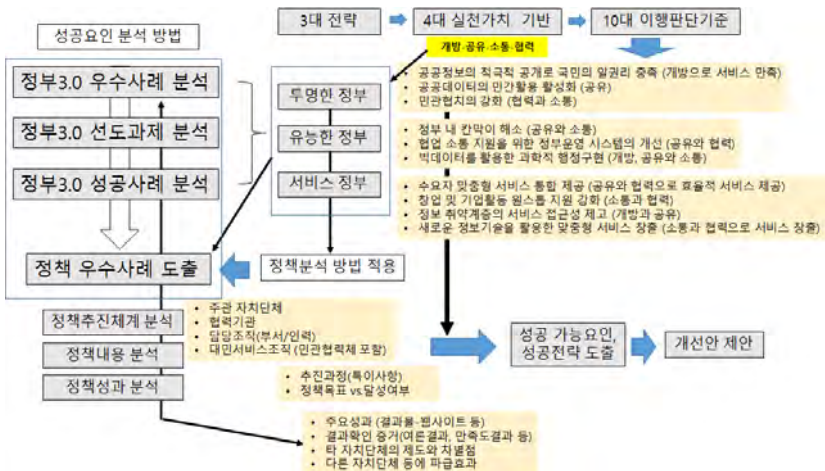 성공요인 분석 방법
정부3.0 우수사례 분석
정부3.0 선도과제 분석
정부3.0 성공사례 분석
정책 우수사례 도출
정책추진체계 분석
정책내용 분석
정책성과 분석
3대 전략
4대 실천가치 기반
10대 이행판단기준
개방·공유·소통·협력
투명한 정부
유능한 정부
서비스 정부
정책분석 방법 적용
• 공공정보의 적극적 공개로 국민의 알권리 충족 (개방으로 서비스 만족)
• 공공데이터의 민간활용 활성화 (공유)
• 민관협치의 강화 (협력과 소통)
• 정부 내 칸막이 해소 (공유와 소통)
• 협업 소통 지원을 위한 정부운영 시스템의 개선 (공유와 협력)
• 빅데이터를 활용한 과학적 행정구현 (개방, 공유와 소통)
• 수요자 맞춤형 서비스 통합 제공 (공유와 협력으로 효율적 서비스 제공)
• 창업 및 기업활동 원스톱 지원 강화 (소통과 협력)
• 정보 취약계층의 서비스 접근성 제고 (개방과 공유)
• 새로운 정보기술을 활용한 맞춤형 서비스 창출 (소통과 협력으로 서비스 창출)
• 주관 자치단체
• 협력기관
• 담당조직(부서/인력)
• 대민서비스조직 (민관협력체 포함)
• 추진과정(특이사항)
• 정책목표 vs.달성여부
• 주요성과 (결과물-웹사이트 등)
• 결과확인 증거(여론결과, 만족도결과 등)
• 타 자치단체의 제도와 차별점
• 다른 자치단체 등에 파급효과
성공 가능요인,
성공전략 도출
개선안 제안